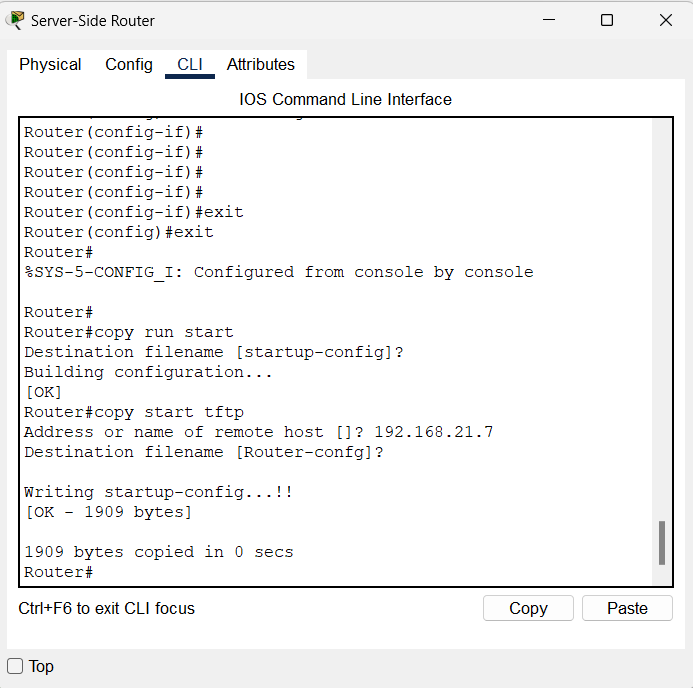 Server-Side Router
Physical Config CLI Attributes
IOS Command Line Interface
Router(config-if)#
Router(config-if)#
Router(config-if)#
Router(config-if)#
Router(config-if)#exit
Router(config)#exit
Router#
%SYS-5-CONFIG_I: Configured from console by console
Router#
Router#copy run start
Destination filename [startup-config]?
Building configuration...
[OK]
Router#copy start tftp
Address or name of remote host []? 192.168.21.7
Destination filename [Router-confg]?
Writing startup-config...!!
[OK - 1909 bytes]
1909 bytes copied in 0 secs
Router#
Ctrl+F6 to exit CLI focus
Copy Paste
Top